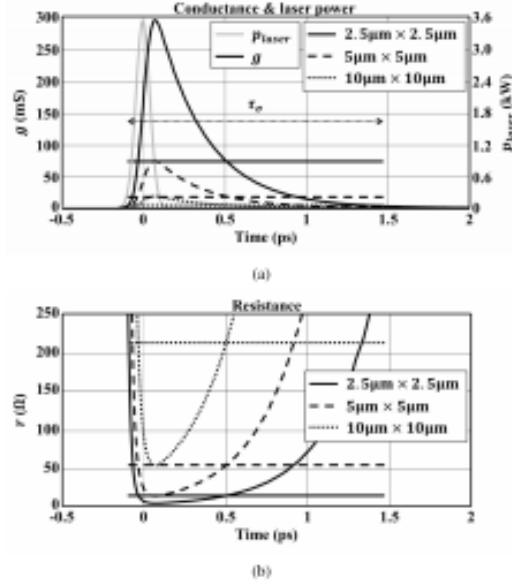 Conductance & laser power
300
250
200
150
100
50
0
g (mS)
3.6
3.0
2.4
1.8
1.2
0.6
0
P_laser (kW)
p_laser
g
2.5μm × 2.5μm
5μm × 5μm
10μm × 10μm
τ_σ
-0.5 0 0.5 1 1.5 2
Time (ps)
(a)
Resistance
250
200
150
100
50
0
r (Ω)
2.5μm × 2.5μm
5μm × 5μm
10μm × 10μm
-0.5 0 0.5 1 1.5 2
Time (ps)
(b)